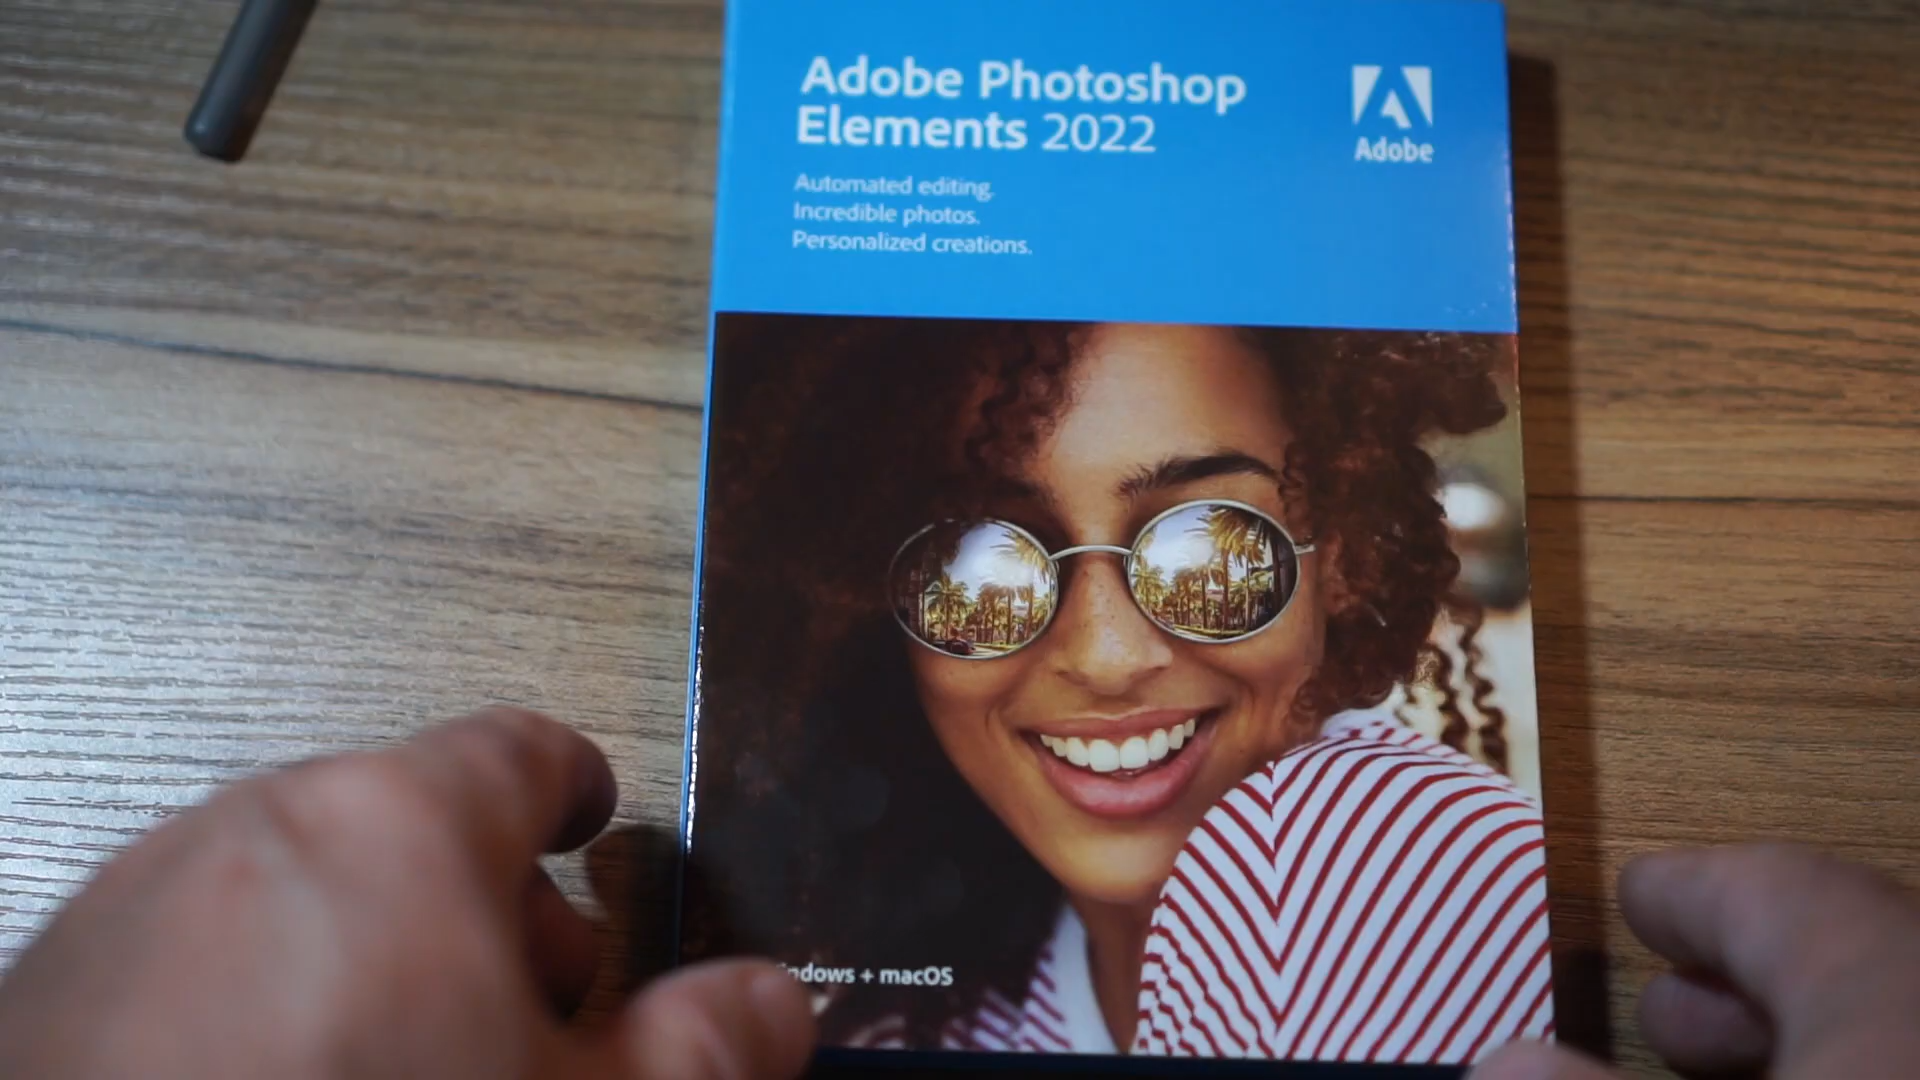 Adobe Photoshop
Elements 2022
Adobe
Automated editing.
Incredible photos.
Personalized creations.
+ macOS